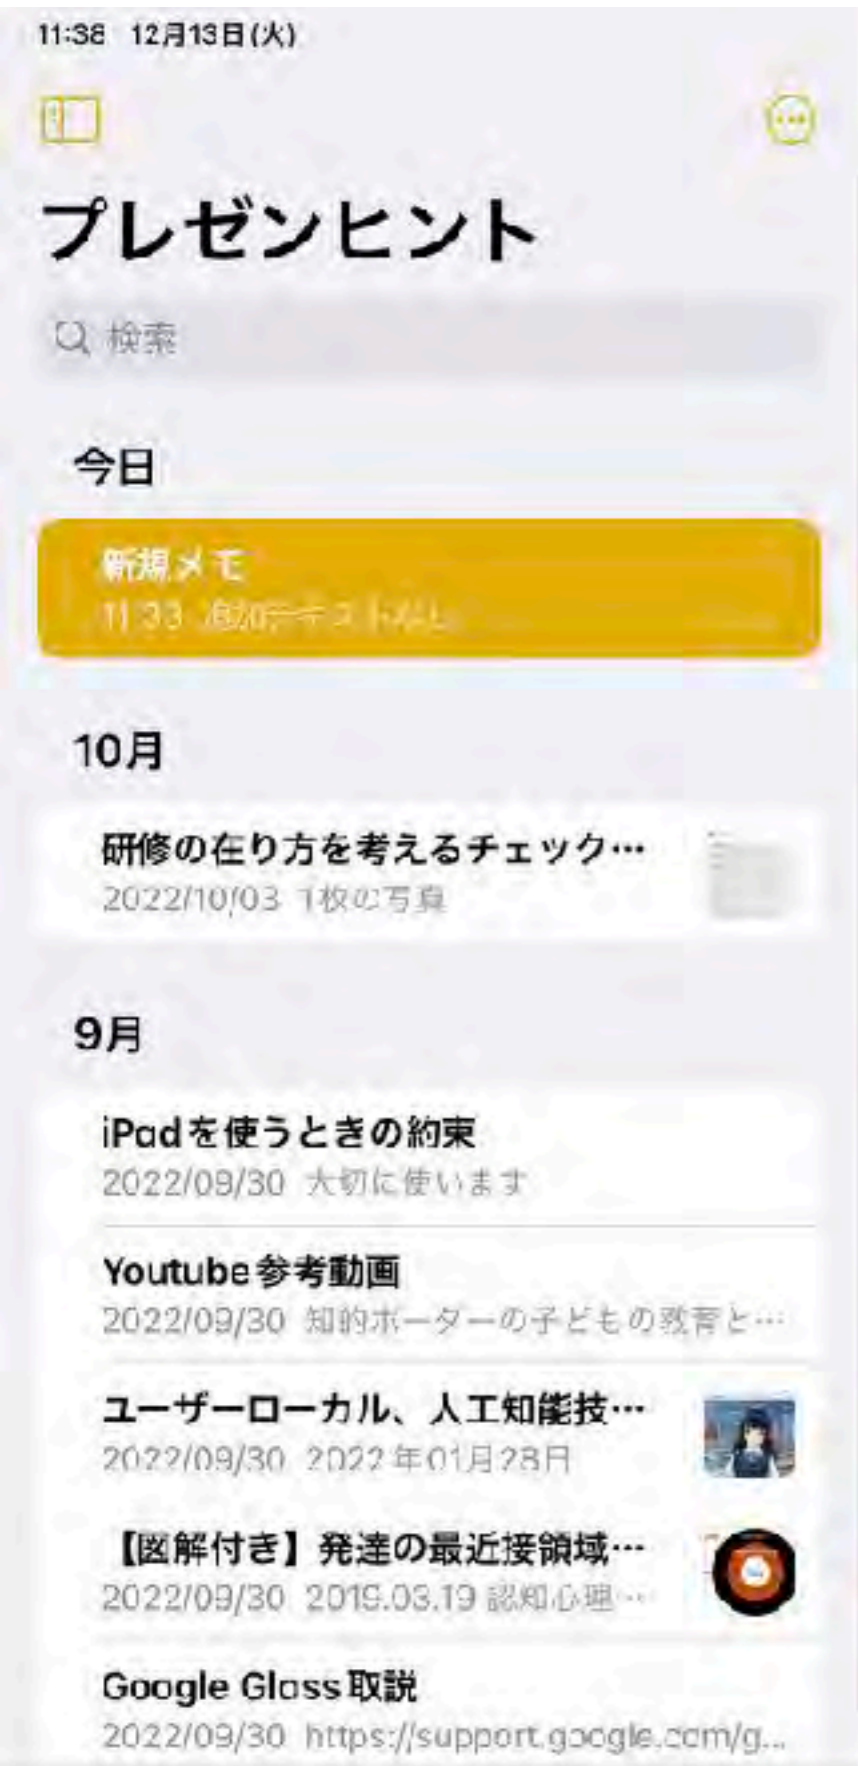 11:38 12月13日(火)
プレゼンヒント
検索
今日
新規メモ
11:33 追加テキストなし
10月
研修の在り方を考えるチェック…
2022/10/03 1枚の写真
9月
iPadを使うときの約束
2022/09/30 大切に使います
Youtube参考動画
2022/09/30 知的ボーダーの子どもの教育と…
ユーザーローカル、人工知能技…
2022/09/30 2022年01月28日
【図解付き】発達の最近接領域…
2022/09/30 2019.03.19 認知心理…
Google Glass取説
2022/09/30 https://support.google.com/g...